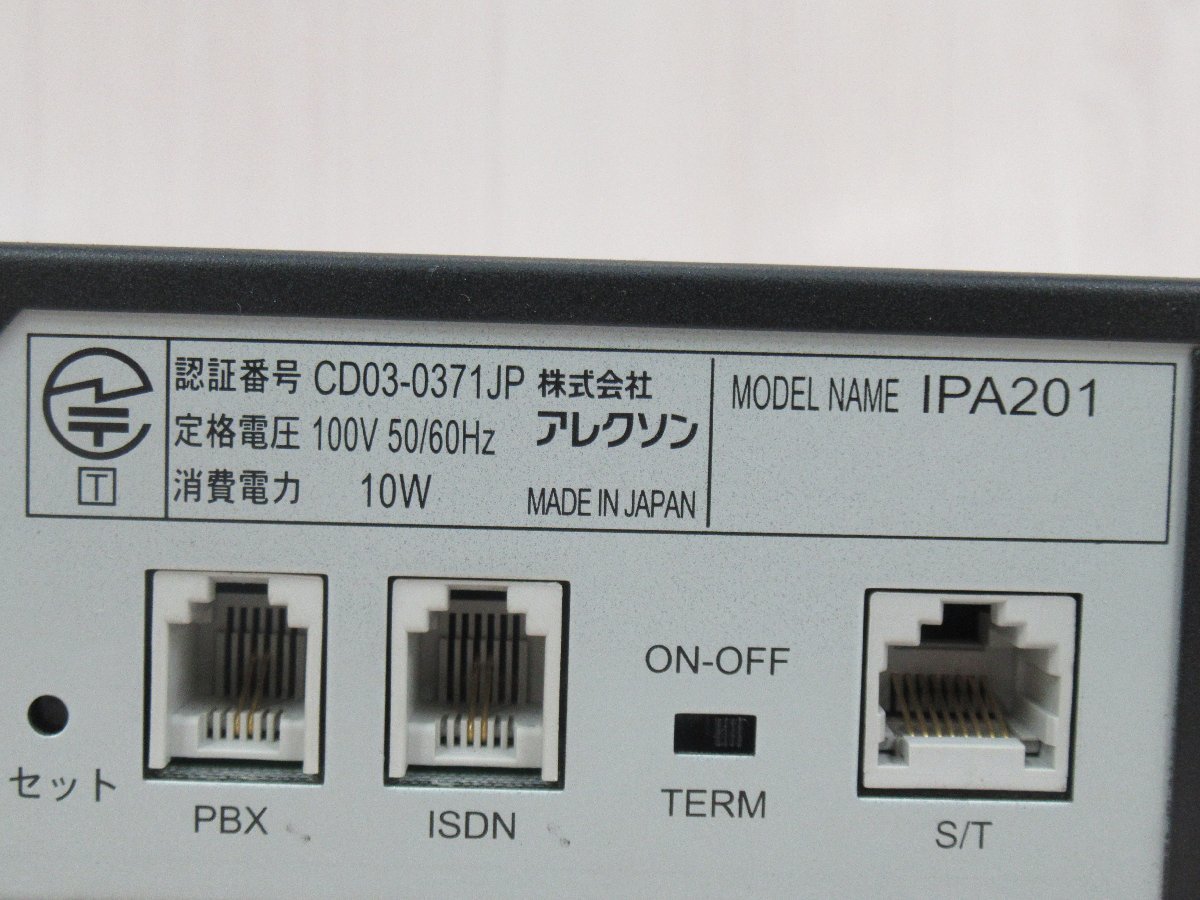 T
認証番号 CD03-0371JP
定格電圧 100V 50/60Hz
消費電力 10W
株式会社
アレクソン
MADE IN JAPAN
MODEL NAME IPA201
セット
PBX
ISDN
ON-OFF
TERM
S/T